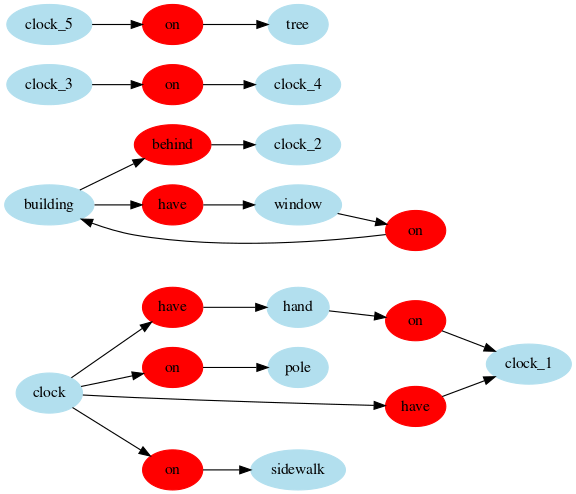 clock_5 on tree
clock_3 on clock_4
behind clock_2
building have window
on
have hand on
clock_1
on pole
clock have
on sidewalk